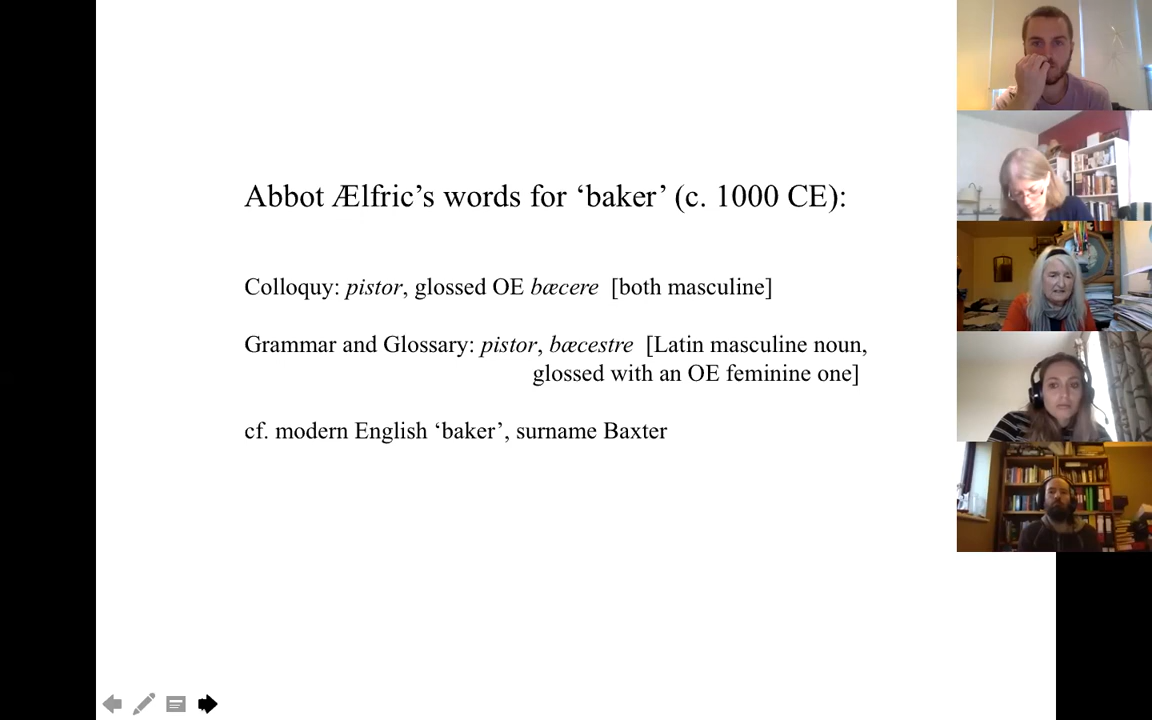 Abbot Ælfric’s words for ‘baker’ (c. 1000 CE):
Colloquy: pistor, glossed OE bæcere [both masculine]
Grammar and Glossary: pistor, bæcestre [Latin masculine noun,
glossed with an OE feminine one]
cf. modern English ‘baker’, surname Baxter